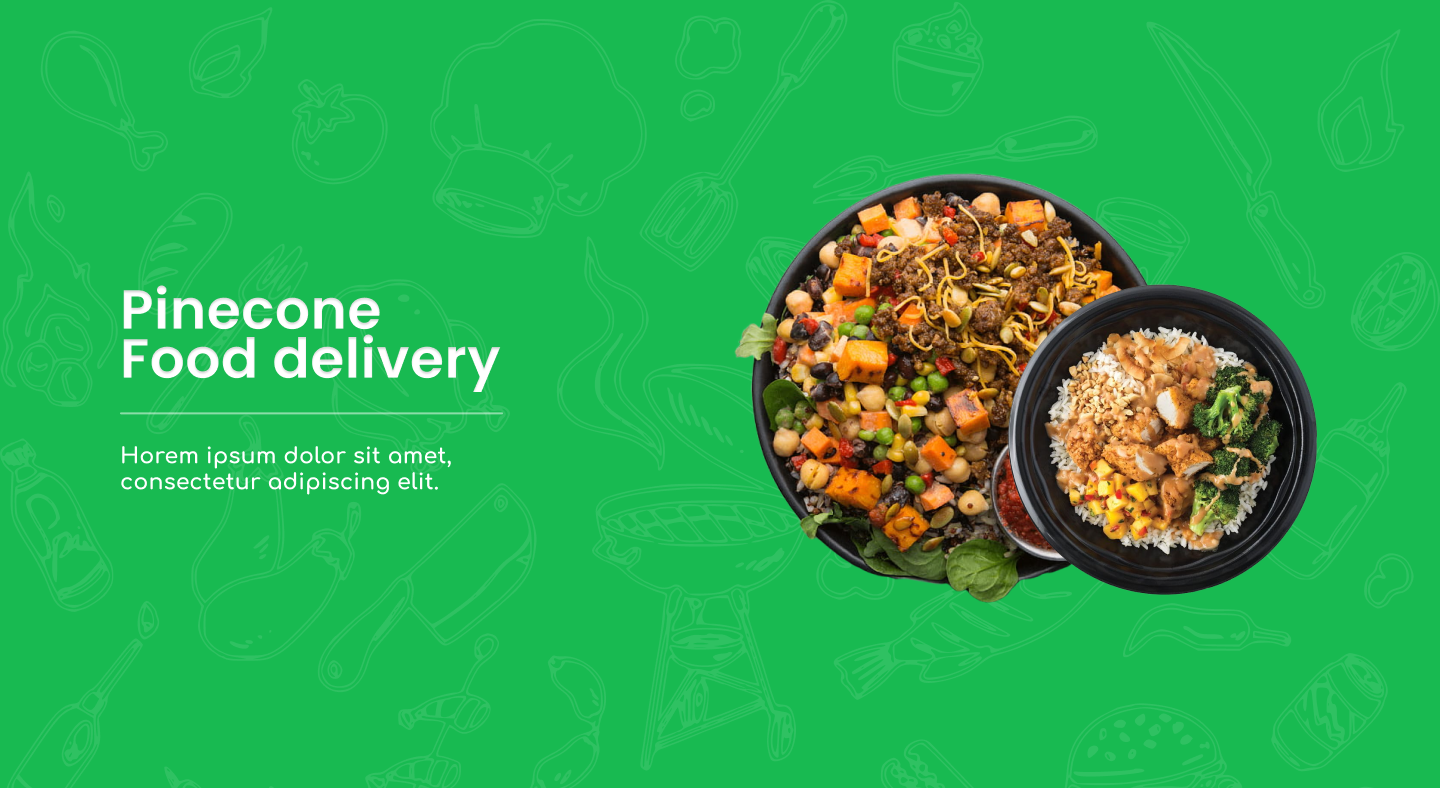 Pinecone
Food delivery
Horem ipsum dolor sit amet,
consectetur adipiscing elit.